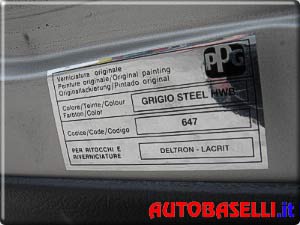 Verniciatura originale
Peinture originale/Original painting
Originallackierung/Pintado original
PPG
Colore/Teinte/Colour
Farbton/Color
GRIGIO STEEL HWB
Codice/Code/Codigo
647
PER RITOCCHI E
RIVERNICIATURE
DELTRON - LACRIT
AUTOBASELLI.it